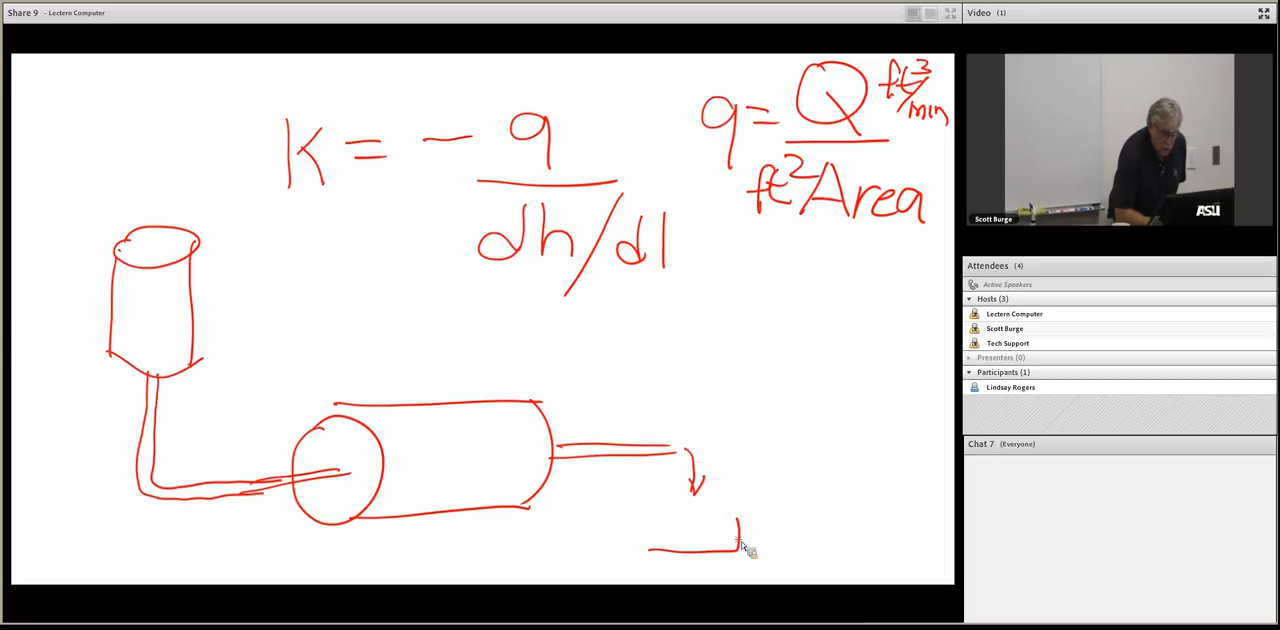 Share 9 - Lectern Computer
Video (1)
K = - q / dh/dl
q = Q ft³/min / ft² Area
Scott Burge
ASU
Attendees (4)
Active Speakers
Hosts (3)
Lectern Computer
Scott Burge
Tech Support
Presenters (0)
Participants (1)
Lindsay Rogers
Chat 7 (Everyone)